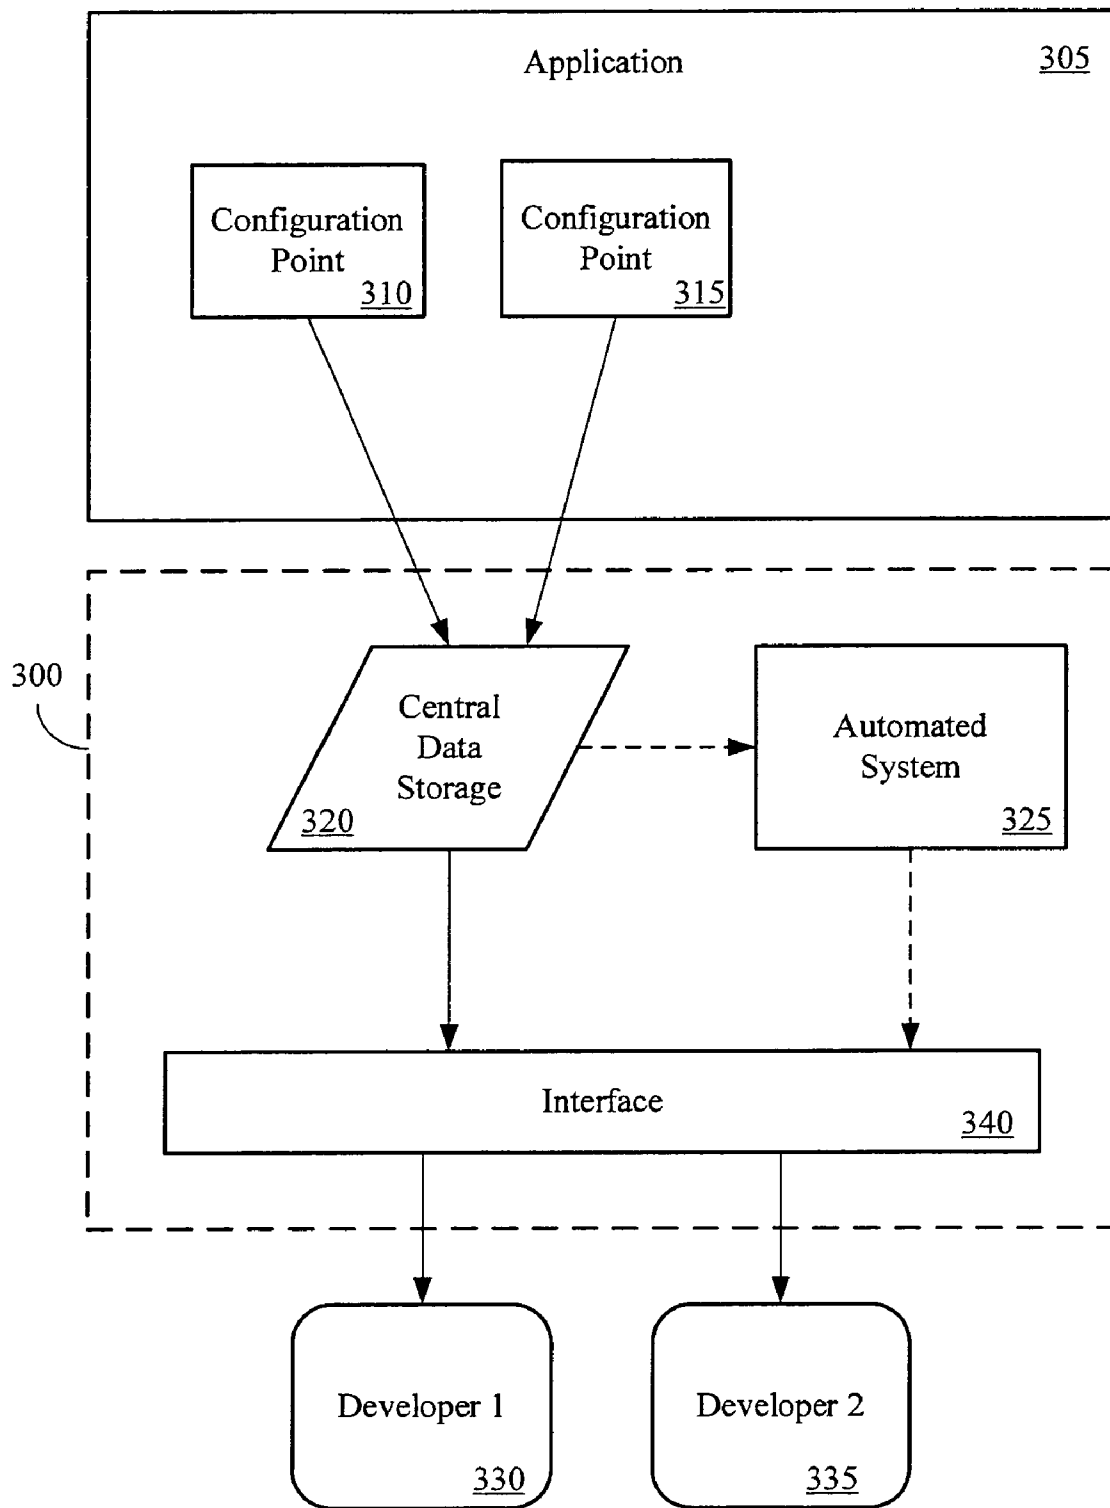 Application
305
Configuration
Point
310
Configuration
Point
315
300
Central
Data
Storage
320
Automated
System
325
Interface
340
Developer 1
330
Developer 2
335